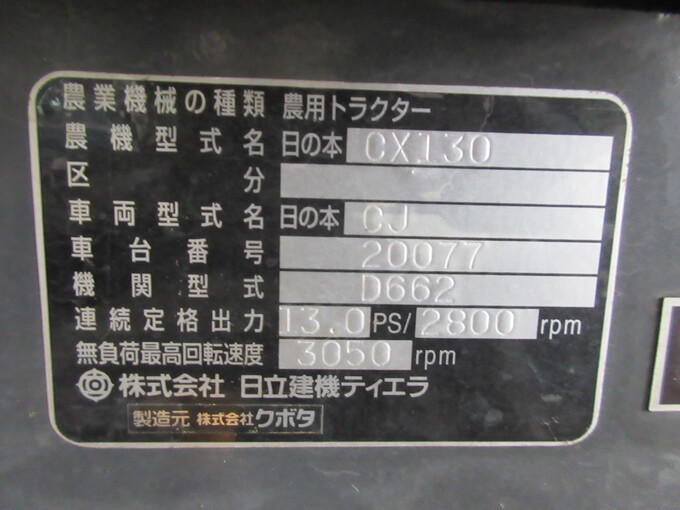 農業機械の種類 農用トラクター
農機型式名 日の本 CX130
区分
車両型式名 日の本 CJ
車台番号 20077
機関型式 D662
連続定格出力 13.0 PS/2800 rpm
無負荷最高回転速度 3050 rpm
株式会社 日立建機ティエラ
製造元 株式会社クボタ